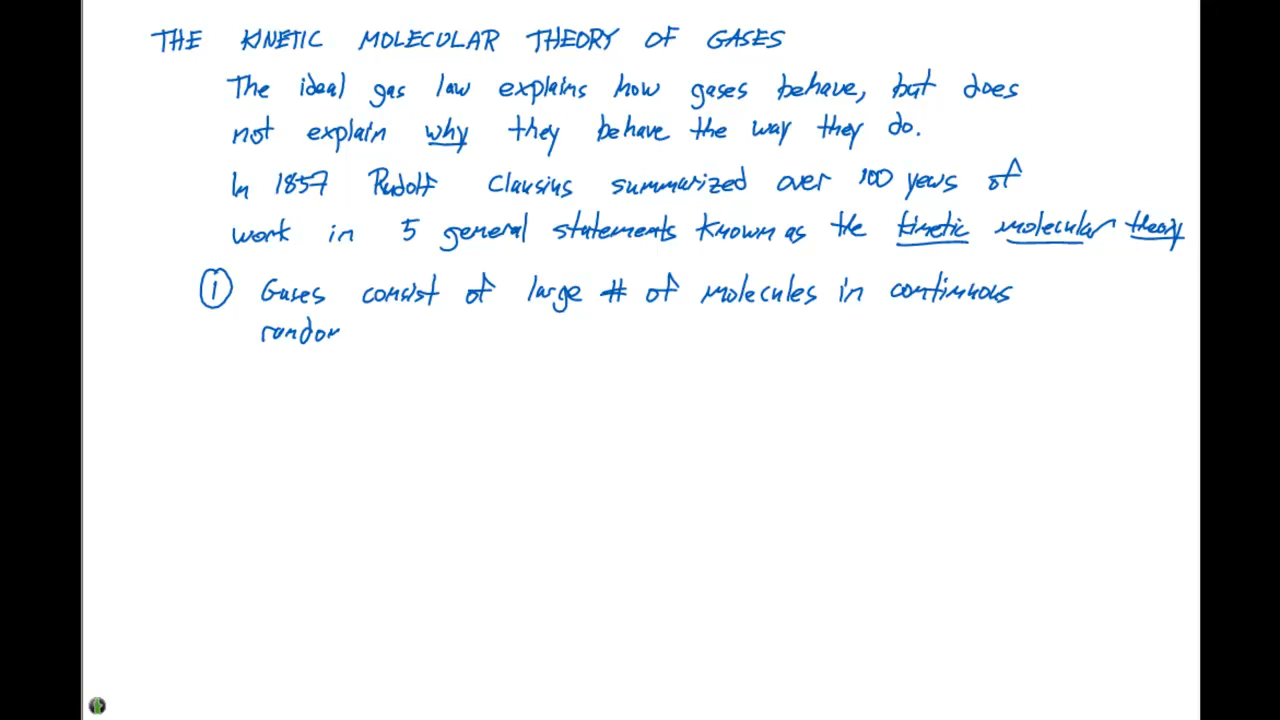 THE KINETIC MOLECULAR THEORY OF GASES
The ideal gas law explains how gases behave, but does
not explain why they behave the way they do.
In 1857 Rudolf Clausius summarized over 100 years of
work in 5 general statements known as the kinetic molecular theory
① Gases consist of large # of molecules in continuous
random